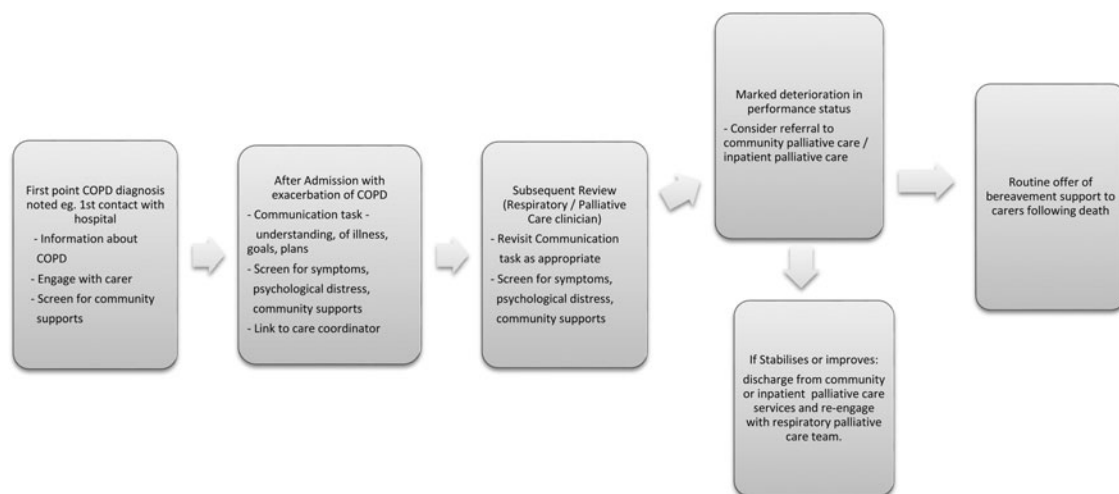 First point COPD diagnosis
noted eg. 1st contact with
hospital
- Information about
COPD
- Engage with carer
- Screen for community
supports
After Admission with
exacerbation of COPD
- Communication task -
understanding, of illness,
goals, plans
- Screen for symptoms,
psychological distress,
community supports
- Link to care coordinator
Subsequent Review
(Respiratory / Palliative
Care clinician)
- Revisit Communication
task as appropriate
- Screen for symptoms,
psychological distress,
community supports
Marked deterioration in
performance status
- Consider referral to
community palliative care /
inpatient palliative care
If Stabilises or improves:
discharge from community
or inpatient palliative care
services and re-engage
with respiratory palliative
care team.
Routine offer of
bereavement support to
carers following death